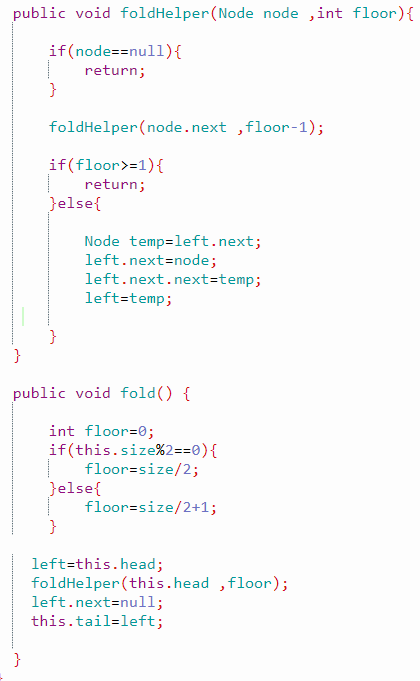 public void foldHelper(Node node ,int floor){
if(node==null){
return;
}
foldHelper(node.next ,floor-1);
if(floor>=1){
return;
}else{
Node temp=left.next;
left.next=node;
left.next.next=temp;
left=temp;
}
}
public void fold() {
int floor=0;
if(this.size%2==0){
floor=size/2;
}else{
floor=size/2+1;
}
left=this.head;
foldHelper(this.head ,floor);
left.next=null;
this.tail=left;
}
}